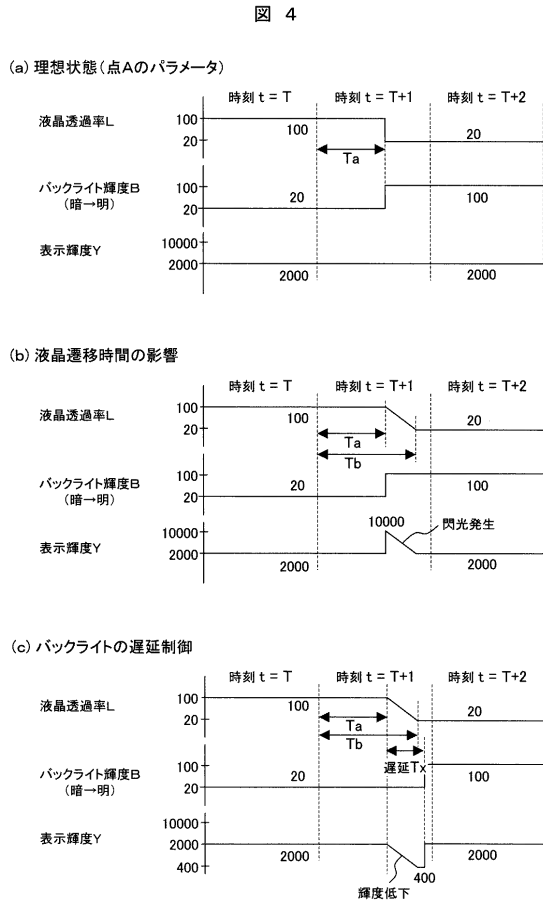 図 4
(a) 理想状態(点Aのパラメータ)
時刻 t = T 時刻 t = T+1 時刻 t = T+2
液晶透過率L
100
20
100
20
Ta
バックライト輝度B
(暗→明)
100
20
20
100
表示輝度Y
10000
2000
2000
2000
(b) 液晶遷移時間の影響
時刻 t = T 時刻 t = T+1 時刻 t = T+2
液晶透過率L
100
20
100
20
Ta
Tb
バックライト輝度B
(暗→明)
100
20
20
100
表示輝度Y
10000
2000
10000
閃光発生
2000
2000
(c) バックライトの遅延制御
時刻 t = T 時刻 t = T+1 時刻 t = T+2
液晶透過率L
100
20
100
20
Ta
Tb
遅延Tx
バックライト輝度B
(暗→明)
100
20
20
100
表示輝度Y
10000
2000
400
2000
2000
400
輝度低下